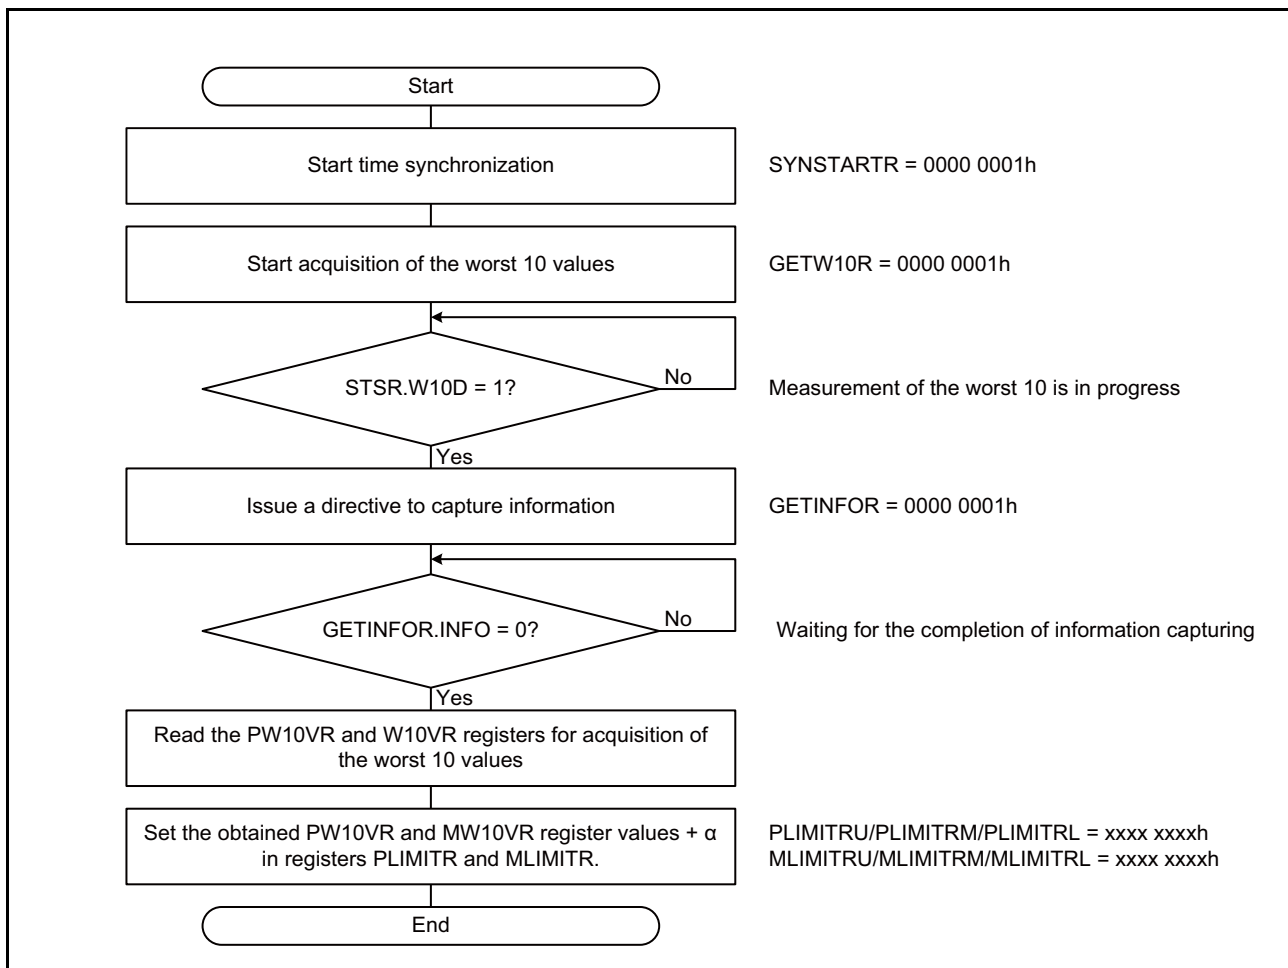 Start
Start time synchronization
SYNSTARTR = 0000 0001h
Start acquisition of the worst 10 values
GETW10R = 0000 0001h
STSR.W10D = 1?
No
Measurement of the worst 10 is in progress
Yes
Issue a directive to capture information
GETINFOR = 0000 0001h
GETINFOR.INFO = 0?
No
Waiting for the completion of information capturing
Yes
Read the PW10VR and W10VR registers for acquisition of
the worst 10 values
Set the obtained PW10VR and MW10VR register values + α
in registers PLIMITR and MLIMITR.
PLIMITRU/PLIMITRM/PLIMITRL = xxxx xxxxh
MLIMITRU/MLIMITRM/MLIMITRL = xxxx xxxxh
End